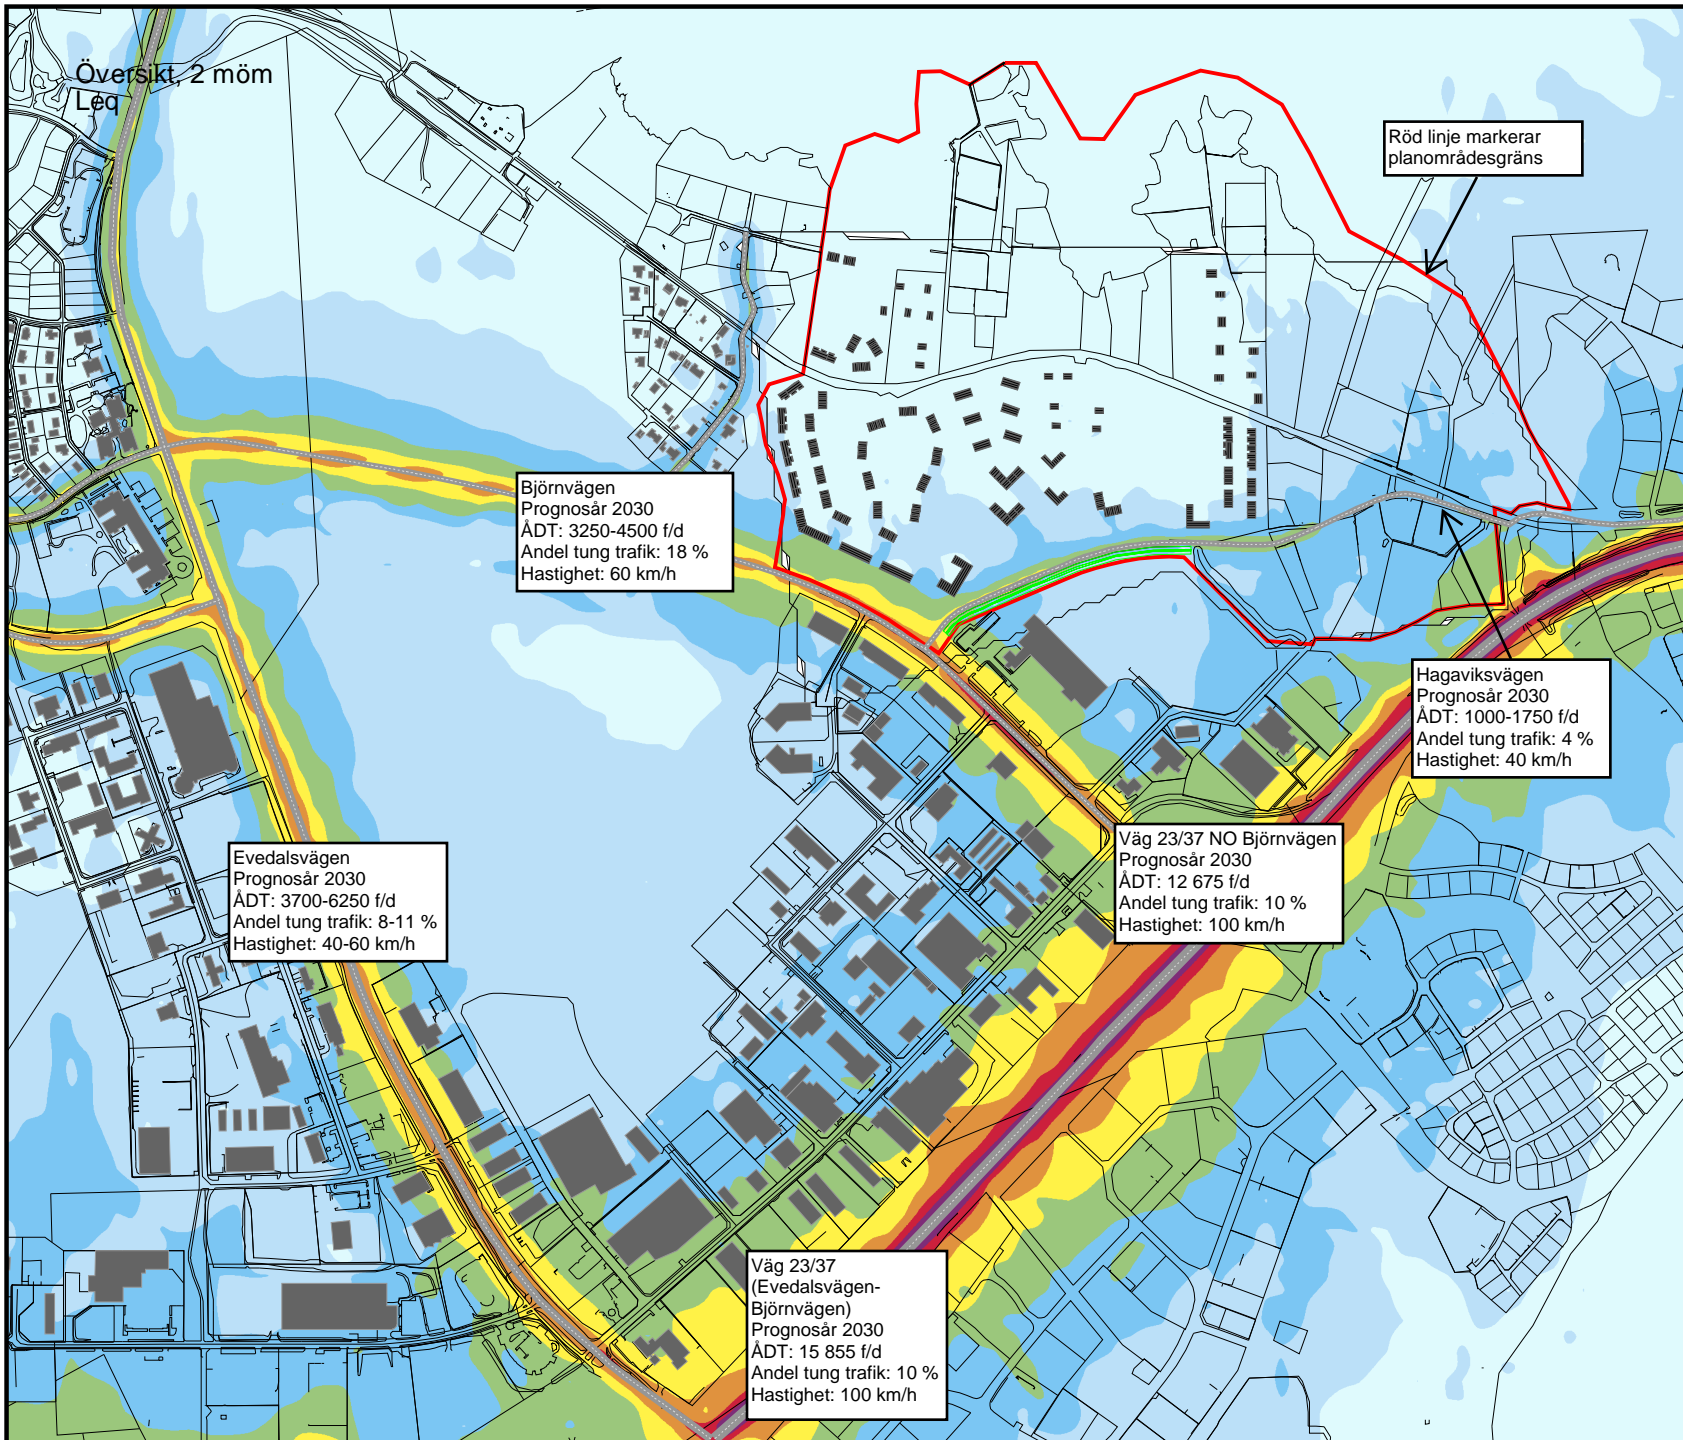 Översikt, 2 möm
Leq
Röd linje markerar
planområdesgräns
Björnvägen
Prognosår 2030
ÅDT: 3250-4500 f/d
Andel tung trafik: 18 %
Hastighet: 60 km/h
Hagaviksvägen
Prognosår 2030
ÅDT: 1000-1750 f/d
Andel tung trafik: 4 %
Hastighet: 40 km/h
Väg 23/37 NO Björnvägen
Prognosår 2030
ÅDT: 12 675 f/d
Andel tung trafik: 10 %
Hastighet: 100 km/h
Evedalsvägen
Prognosår 2030
ÅDT: 3700-6250 f/d
Andel tung trafik: 8-11 %
Hastighet: 40-60 km/h
Väg 23/37
(Evedalsvägen-
Björnvägen)
Prognosår 2030
ÅDT: 15 855 f/d
Andel tung trafik: 10 %
Hastighet: 100 km/h